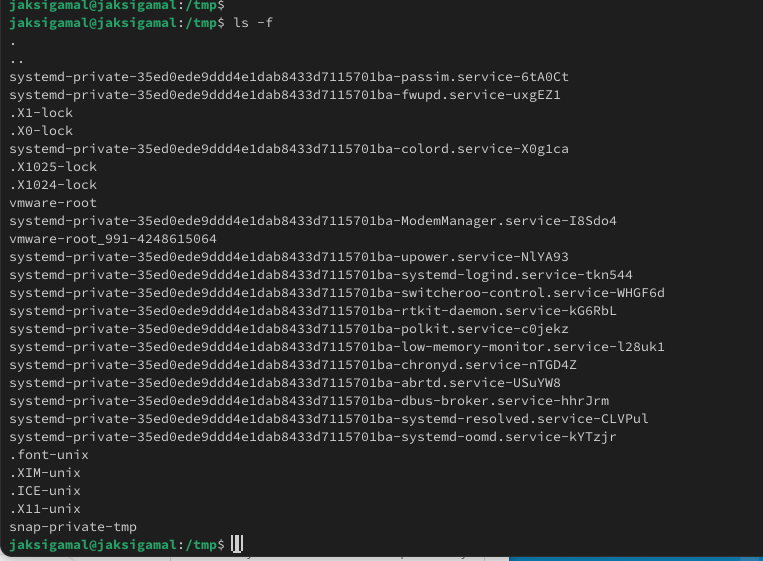 jaksigamal@jaksigamal:/tmp$
jaksigamal@jaksigamal:/tmp$ ls -f
.
..
systemd-private-35ed0ede9ddd4e1dab8433d7115701ba-passim.service-6tA0Ct
systemd-private-35ed0ede9ddd4e1dab8433d7115701ba-fwupd.service-uxgEZ1
.X1-lock
.X0-lock
systemd-private-35ed0ede9ddd4e1dab8433d7115701ba-colord.service-X0g1ca
.X1025-lock
.X1024-lock
vmware-root
systemd-private-35ed0ede9ddd4e1dab8433d7115701ba-ModemManager.service-I8Sdo4
vmware-root_991-4248615064
systemd-private-35ed0ede9ddd4e1dab8433d7115701ba-upower.service-NlYA93
systemd-private-35ed0ede9ddd4e1dab8433d7115701ba-systemd-logind.service-tkn544
systemd-private-35ed0ede9ddd4e1dab8433d7115701ba-switcheroo-control.service-WHGF6d
systemd-private-35ed0ede9ddd4e1dab8433d7115701ba-rtkit-daemon.service-kG6RbL
systemd-private-35ed0ede9ddd4e1dab8433d7115701ba-polkit.service-c0jekz
systemd-private-35ed0ede9ddd4e1dab8433d7115701ba-low-memory-monitor.service-l28uk1
systemd-private-35ed0ede9ddd4e1dab8433d7115701ba-chronyd.service-nTGD4Z
systemd-private-35ed0ede9ddd4e1dab8433d7115701ba-abrtd.service-USuYW8
systemd-private-35ed0ede9ddd4e1dab8433d7115701ba-dbus-broker.service-hhrJrm
systemd-private-35ed0ede9ddd4e1dab8433d7115701ba-systemd-resolved.service-CLVPul
systemd-private-35ed0ede9ddd4e1dab8433d7115701ba-systemd-oomd.service-kYTzjr
.font-unix
.XIM-unix
.ICE-unix
.X11-unix
snap-private-tmp
jaksigamal@jaksigamal:/tmp$